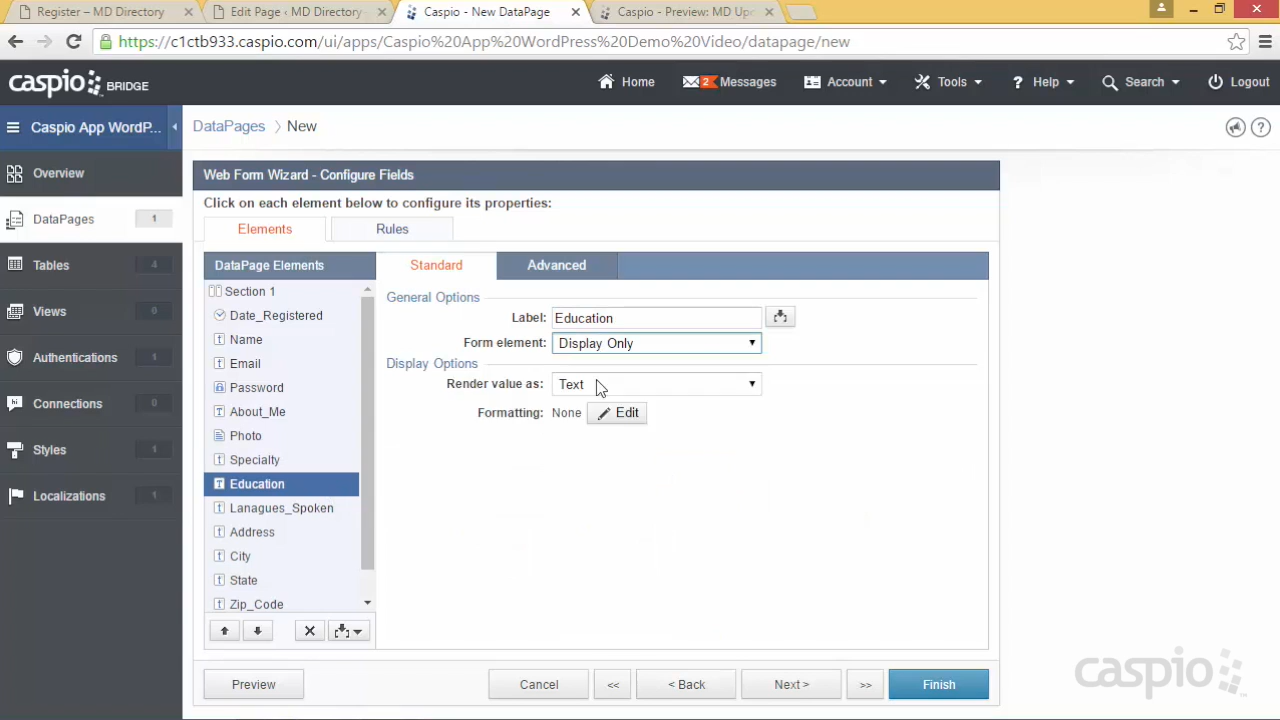 Register – MD Directory
Edit Page ‹ MD Directory
Caspio - New DataPage
Caspio - Preview: MD Up
https://c1ctb933.caspio.com/ui/apps/Caspio%20App%20WordPress%20Demo%20Video/datapage/new
caspio BRIDGE
Home
2 Messages
Account
Tools
? Help
Search
Logout
Caspio App WordP...
DataPages > New
?
Overview
DataPages 1
Tables 4
Views 0
Authentications 3
Connections 2
Styles 1
Localizations 1
Web Form Wizard - Configure Fields
Click on each element below to configure its properties:
Elements
Rules
DataPage Elements
Standard
Advanced
Section 1
Date_Registered
Name
Email
Password
About_Me
Photo
Specialty
Education
Lanagues_Spoken
Address
City
State
Zip_Code
General Options
Label: Education
Form element: Display Only
Display Options
Render value as: Text
Formatting: None Edit
Preview
Cancel
<<
< Back
Next >
>>
Finish
caspio